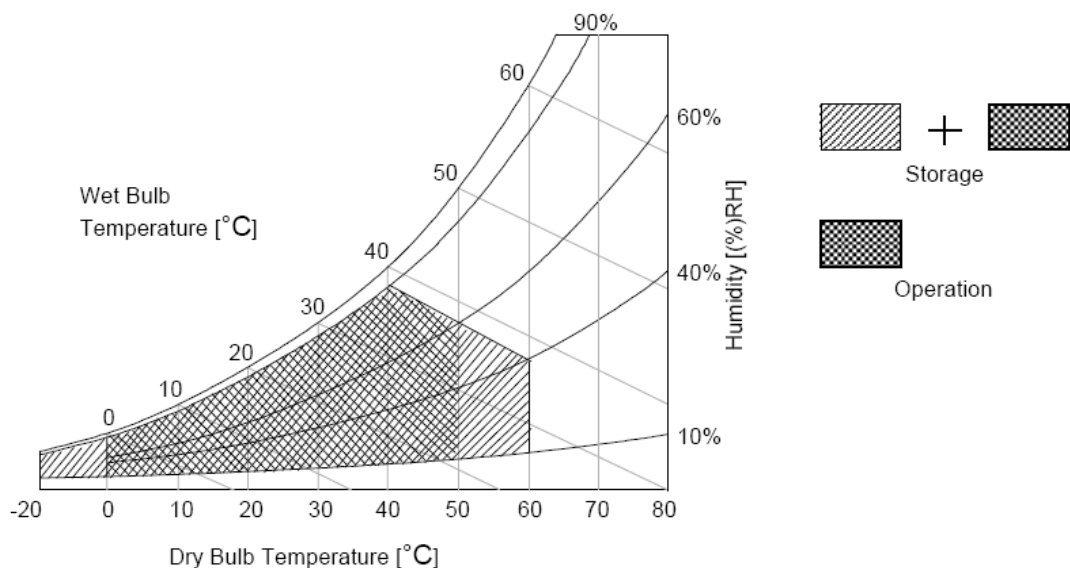 90%
60
60%
50
Wet Bulb
Temperature [°C]
40
40%
30
20
10
0
10%
Humidity [(%)RH]
-20 0 10 20 30 40 50 60 70 80
Dry Bulb Temperature [°C]
+
Storage
Operation